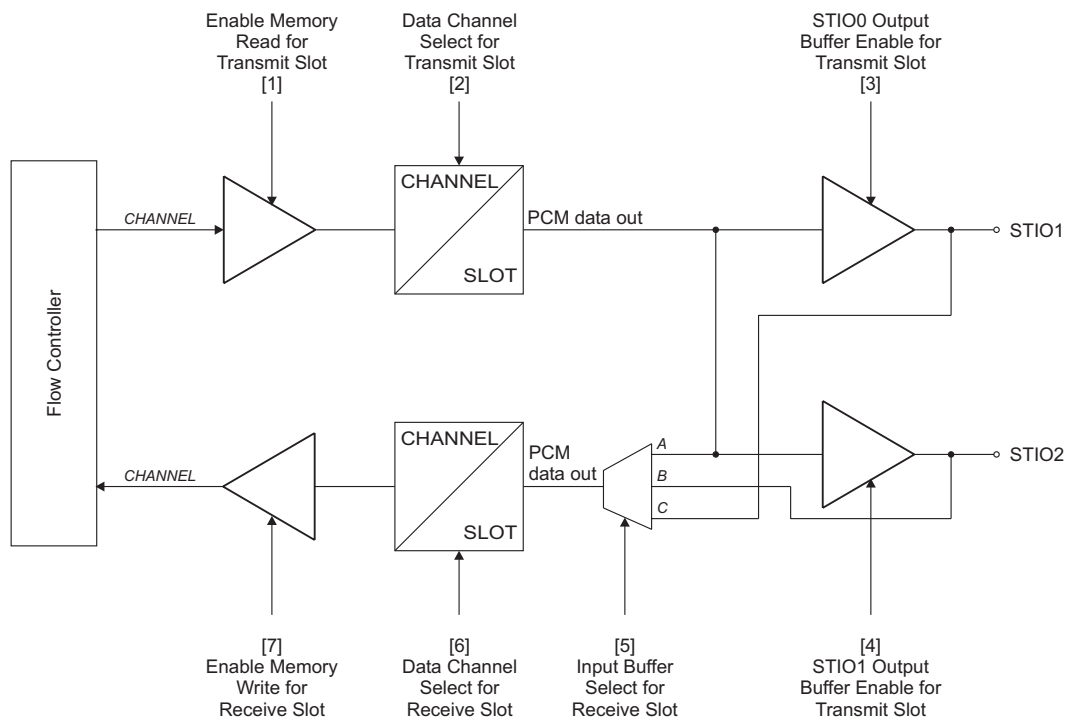 Enable Memory
Read for
Transmit Slot
[1]
Data Channel
Select for
Transmit Slot
[2]
STIO0 Output
Buffer Enable for
Transmit Slot
[3]
Flow Controller
CHANNEL
CHANNEL
SLOT
PCM data out
STIO1
CHANNEL
CHANNEL
SLOT
PCM
data out
A
B
C
STIO2
[7]
Enable Memory
Write for
Receive Slot
[6]
Data Channel
Select for
Receive Slot
[5]
Input Buffer
Select for
Receive Slot
[4]
STIO1 Output
Buffer Enable for
Transmit Slot